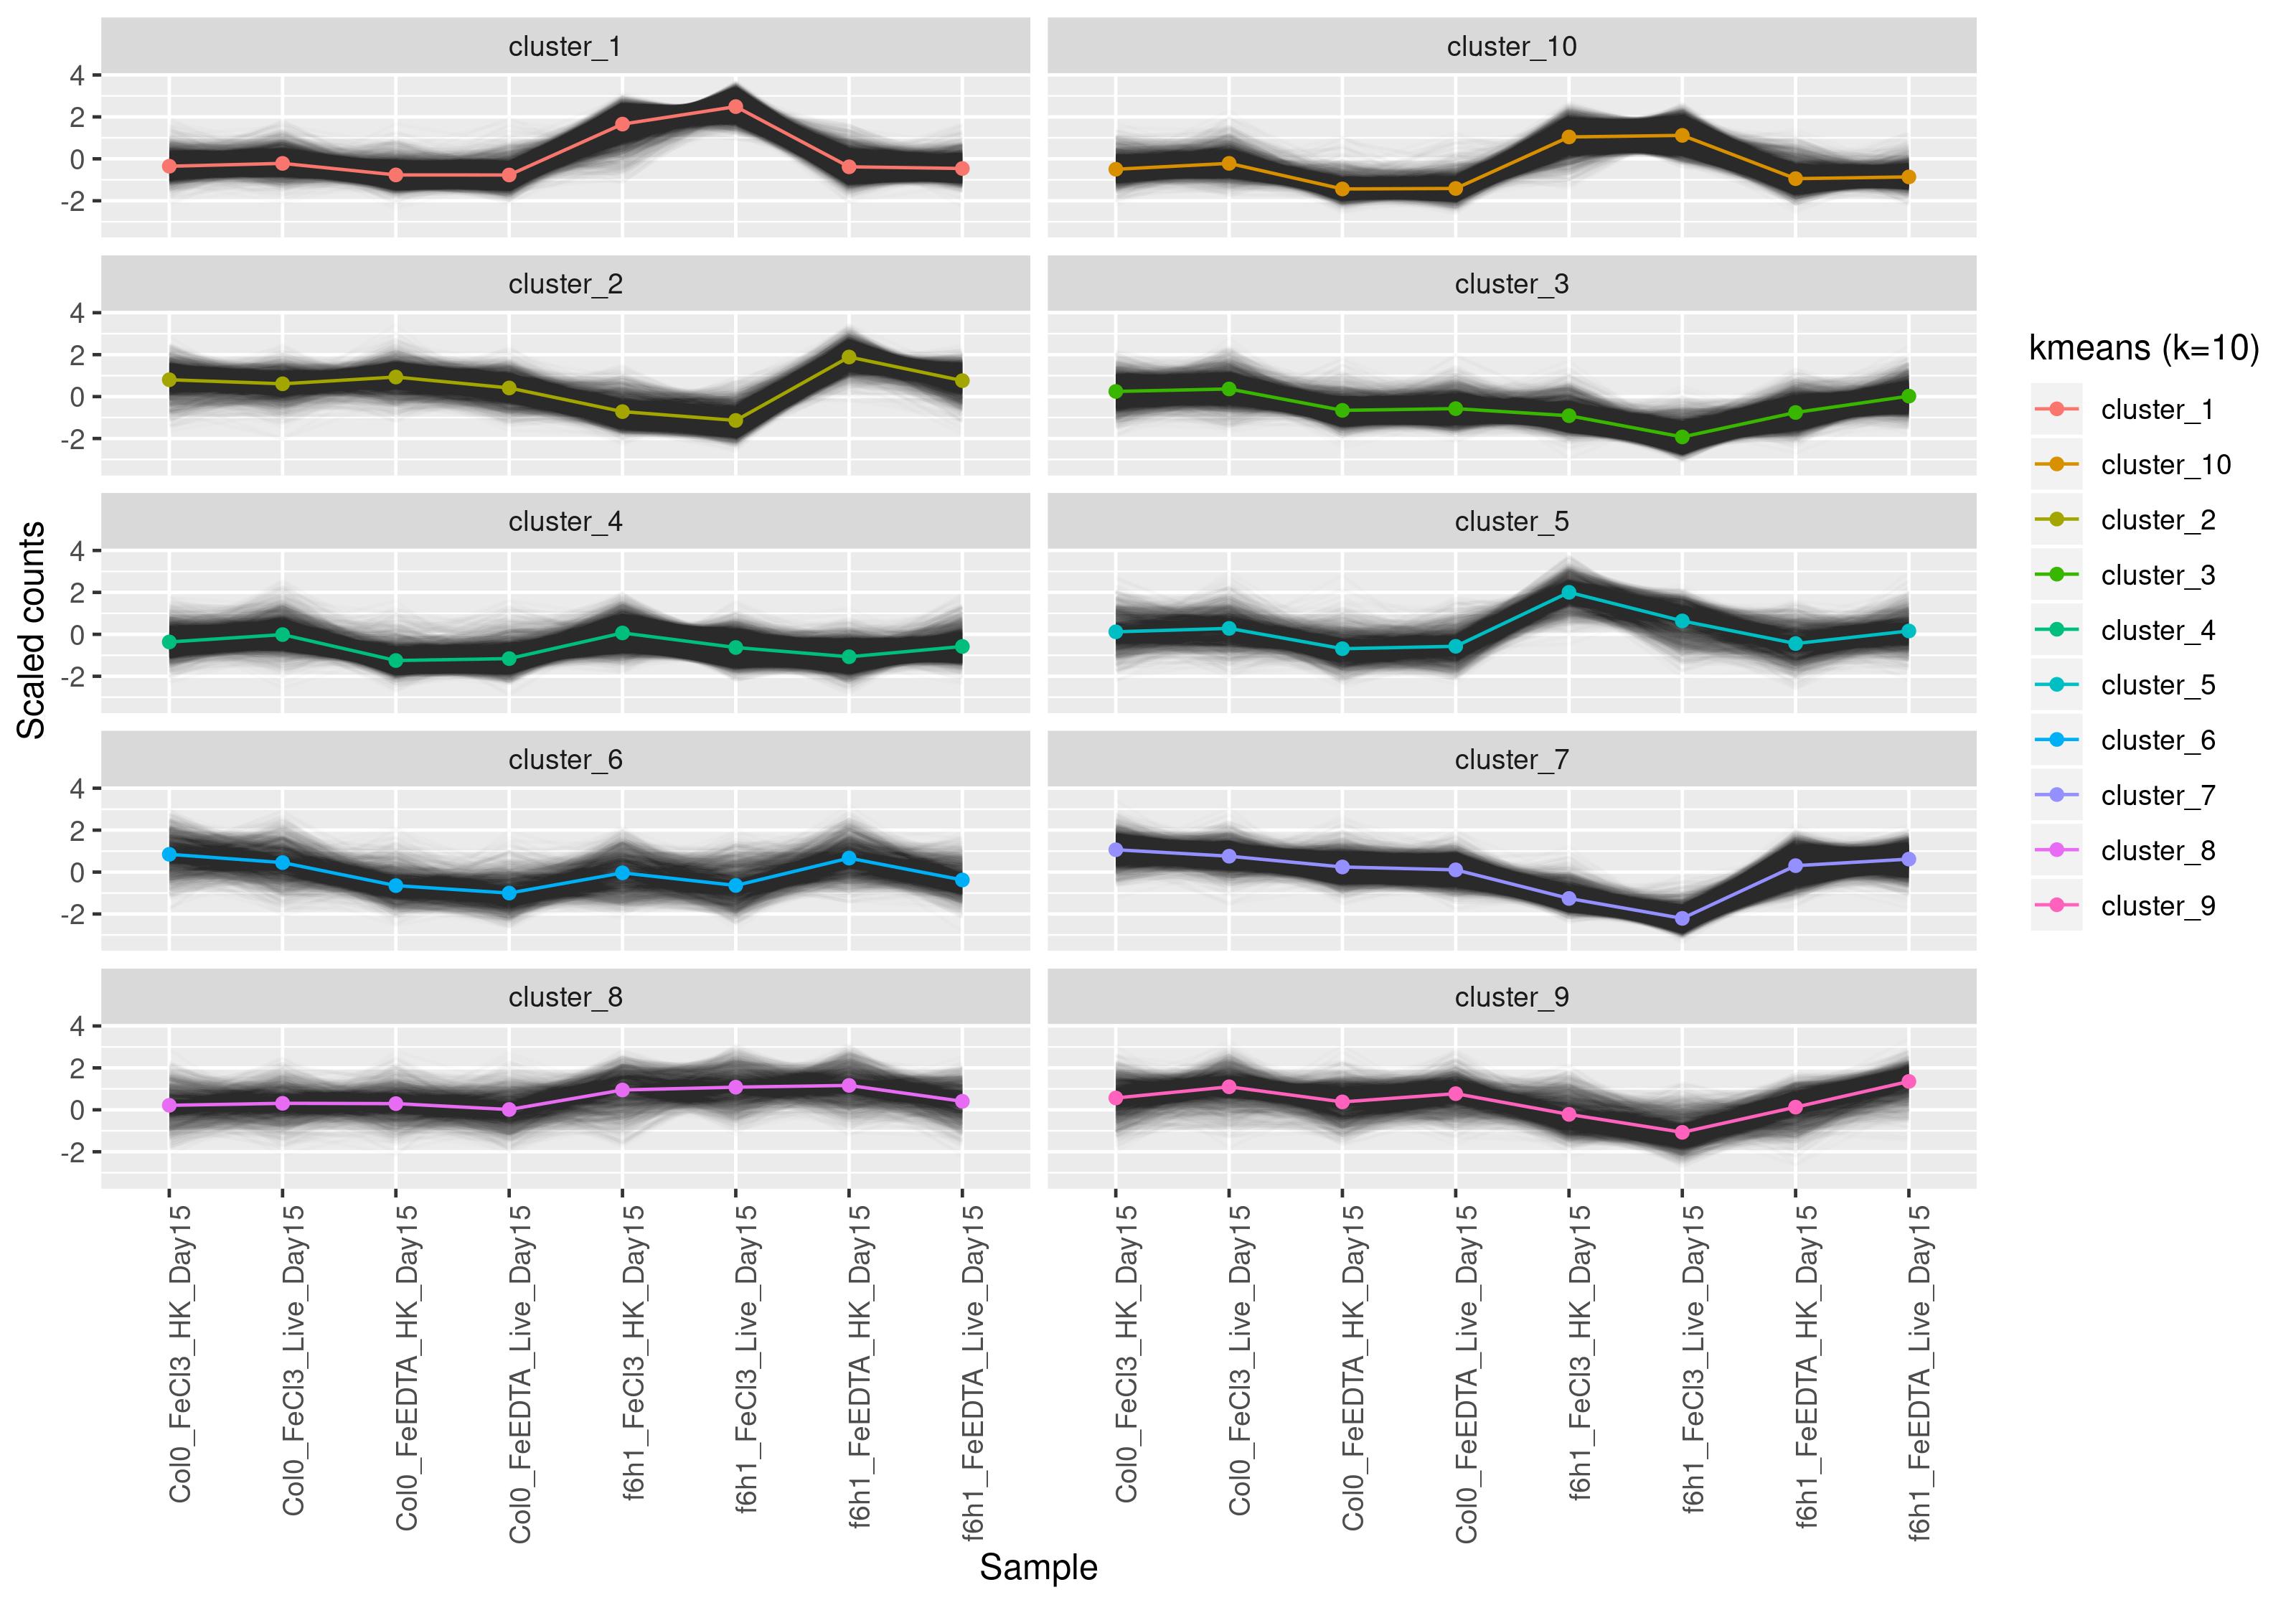 cluster_1
cluster_10
4
2
0
-2
cluster_2
cluster_3
4
2
0
-2
cluster_4
cluster_5
4
2
0
-2
cluster_6
cluster_7
4
2
0
-2
cluster_8
cluster_9
4
2
0
-2
Scaled counts
Col0_FeCl3_HK_Day15
Col0_FeCl3_Live_Day15
Col0_FeEDTA_HK_Day15
Col0_FeEDTA_Live_Day15
f6h1_FeCl3_HK_Day15
f6h1_FeCl3_Live_Day15
f6h1_FeEDTA_HK_Day15
f6h1_FeEDTA_Live_Day15
Col0_FeCl3_HK_Day15
Col0_FeCl3_Live_Day15
Col0_FeEDTA_HK_Day15
Col0_FeEDTA_Live_Day15
f6h1_FeCl3_HK_Day15
f6h1_FeCl3_Live_Day15
f6h1_FeEDTA_HK_Day15
f6h1_FeEDTA_Live_Day15
Sample
kmeans (k=10)
cluster_1
cluster_10
cluster_2
cluster_3
cluster_4
cluster_5
cluster_6
cluster_7
cluster_8
cluster_9